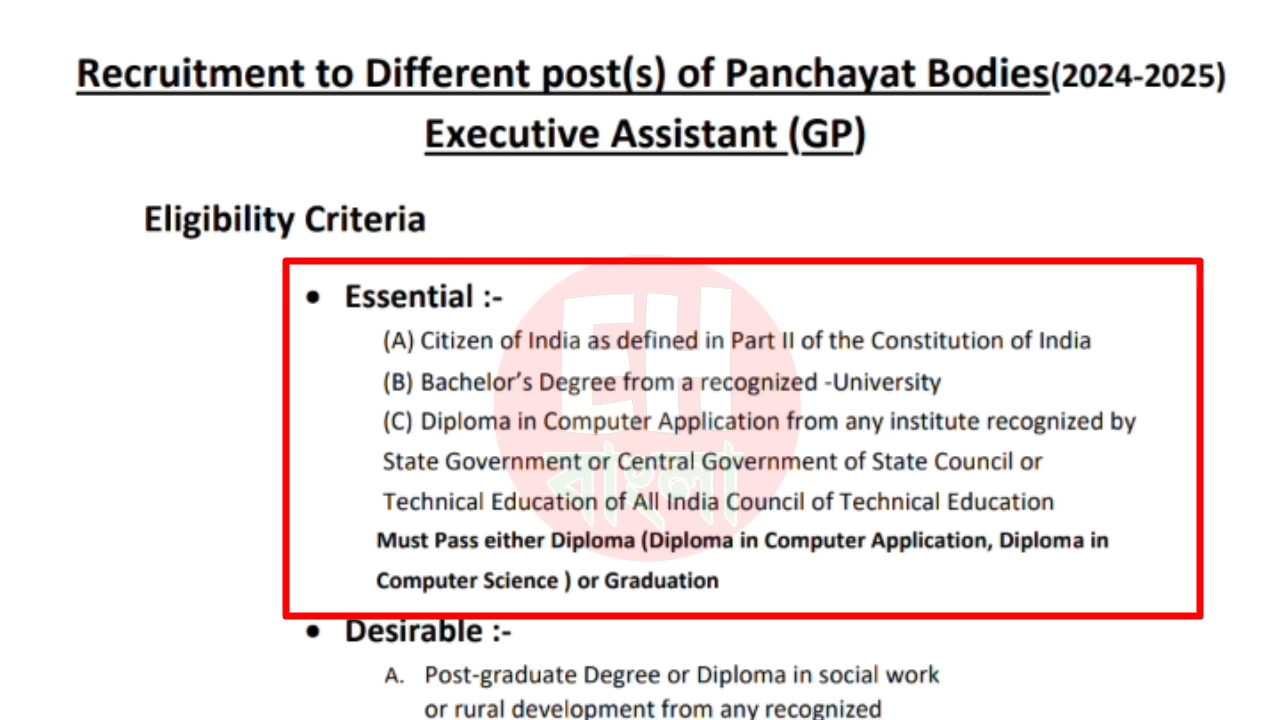 Recruitment to Different post(s) of Panchayat Bodies(2024-2025)
Executive Assistant (GP)
Eligibility Criteria
• Essential :-
(A) Citizen of India as defined in Part II of the Constitution of India
(B) Bachelor’s Degree from a recognized -University
(C) Diploma in Computer Application from any institute recognized by
State Government or Central Government of State Council or
Technical Education of All India Council of Technical Education
Must Pass either Diploma (Diploma in Computer Application, Diploma in
Computer Science ) or Graduation
EH
বাংলা
• Desirable :-
A. Post-graduate Degree or Diploma in social work
or rural development from any recognized